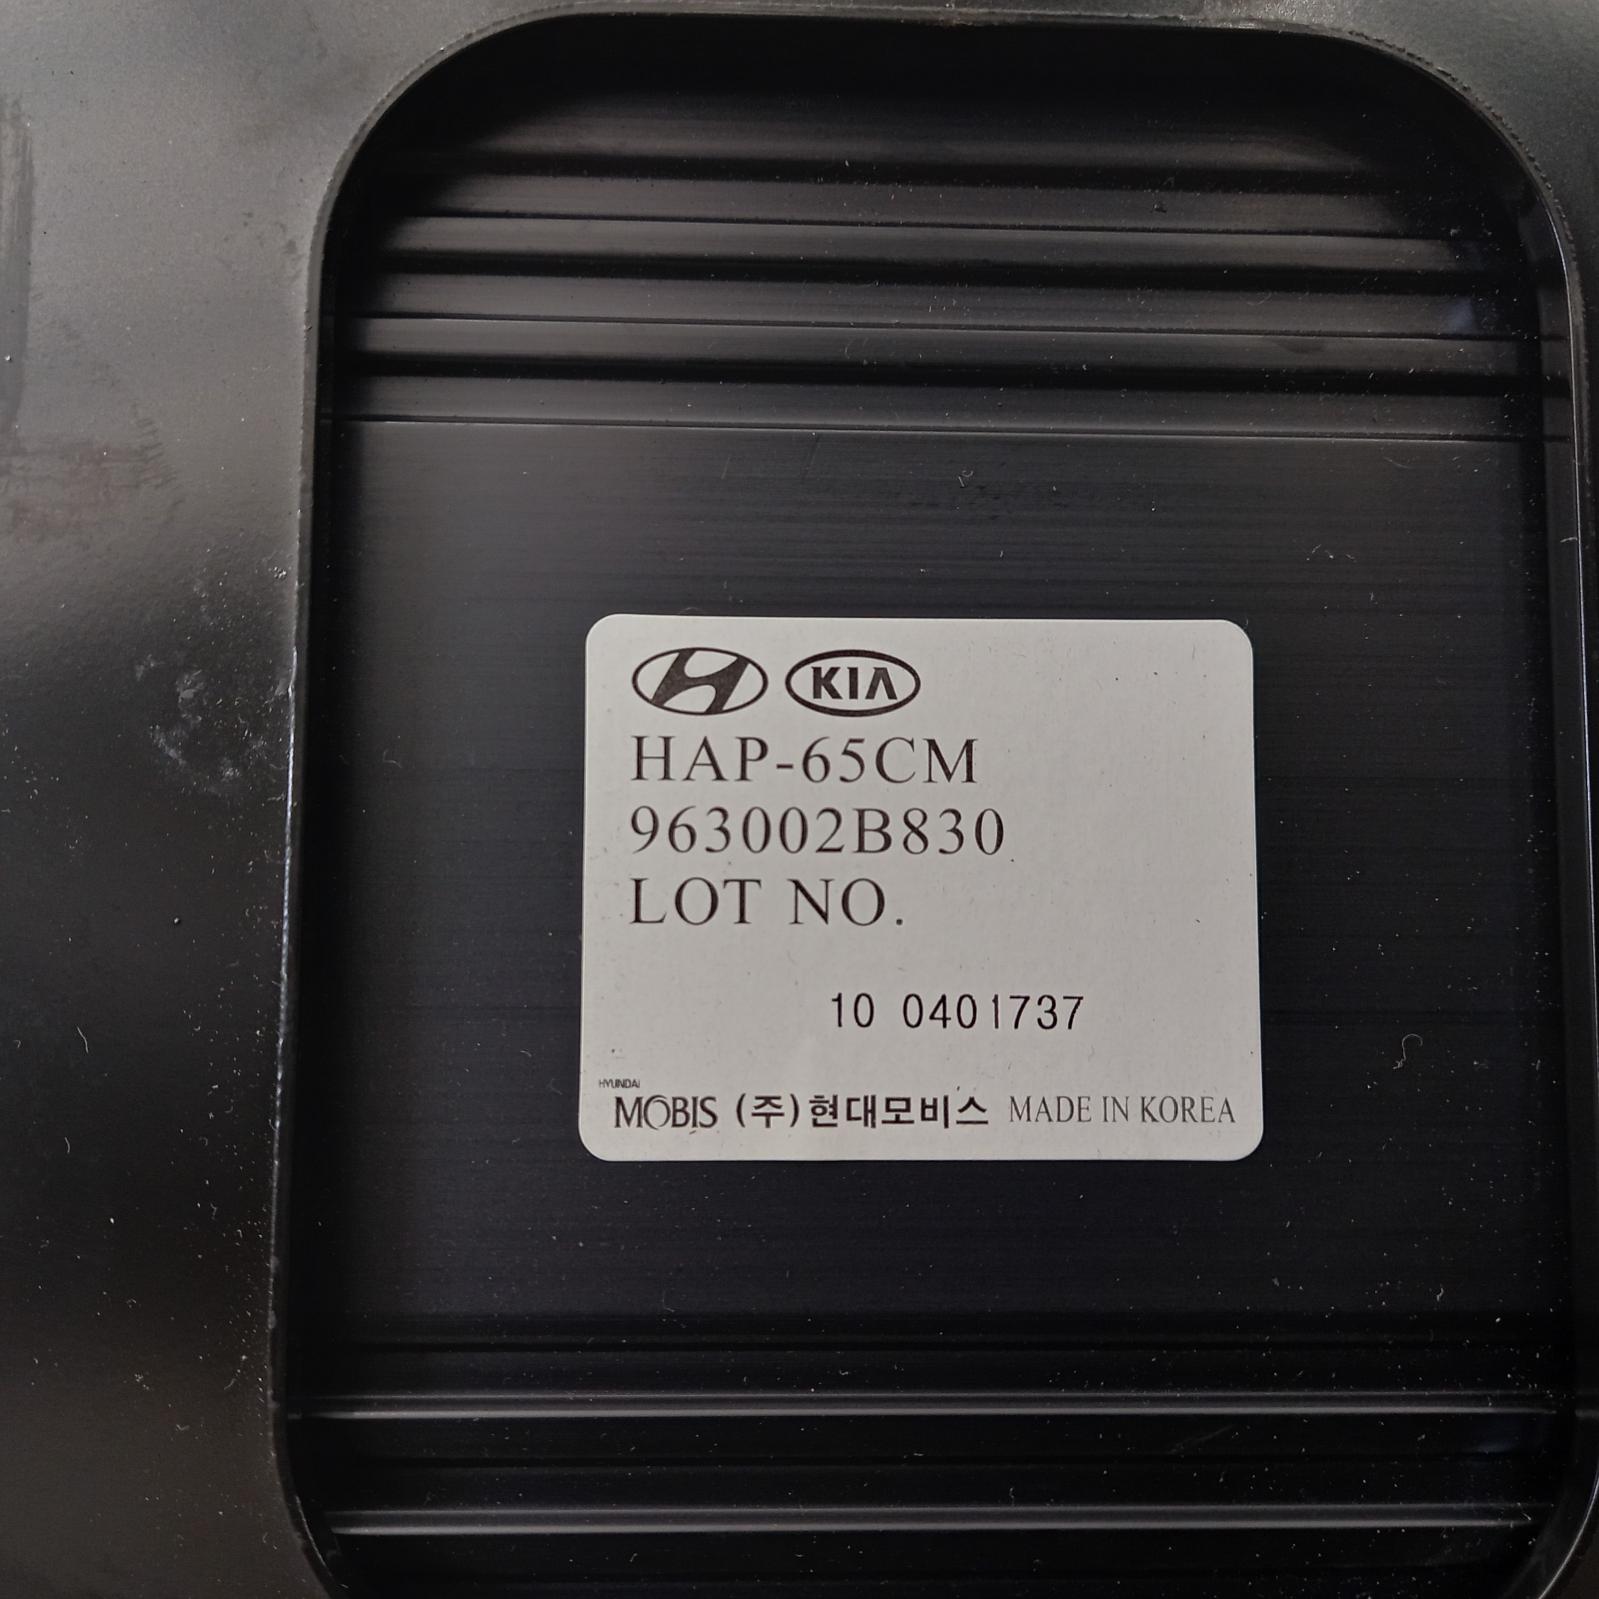 KIA
HAP-65CM
963002B830
LOT NO.
10 0401737
HYUNDAI
MOBIS (주)현대모비스 MADE IN KOREA